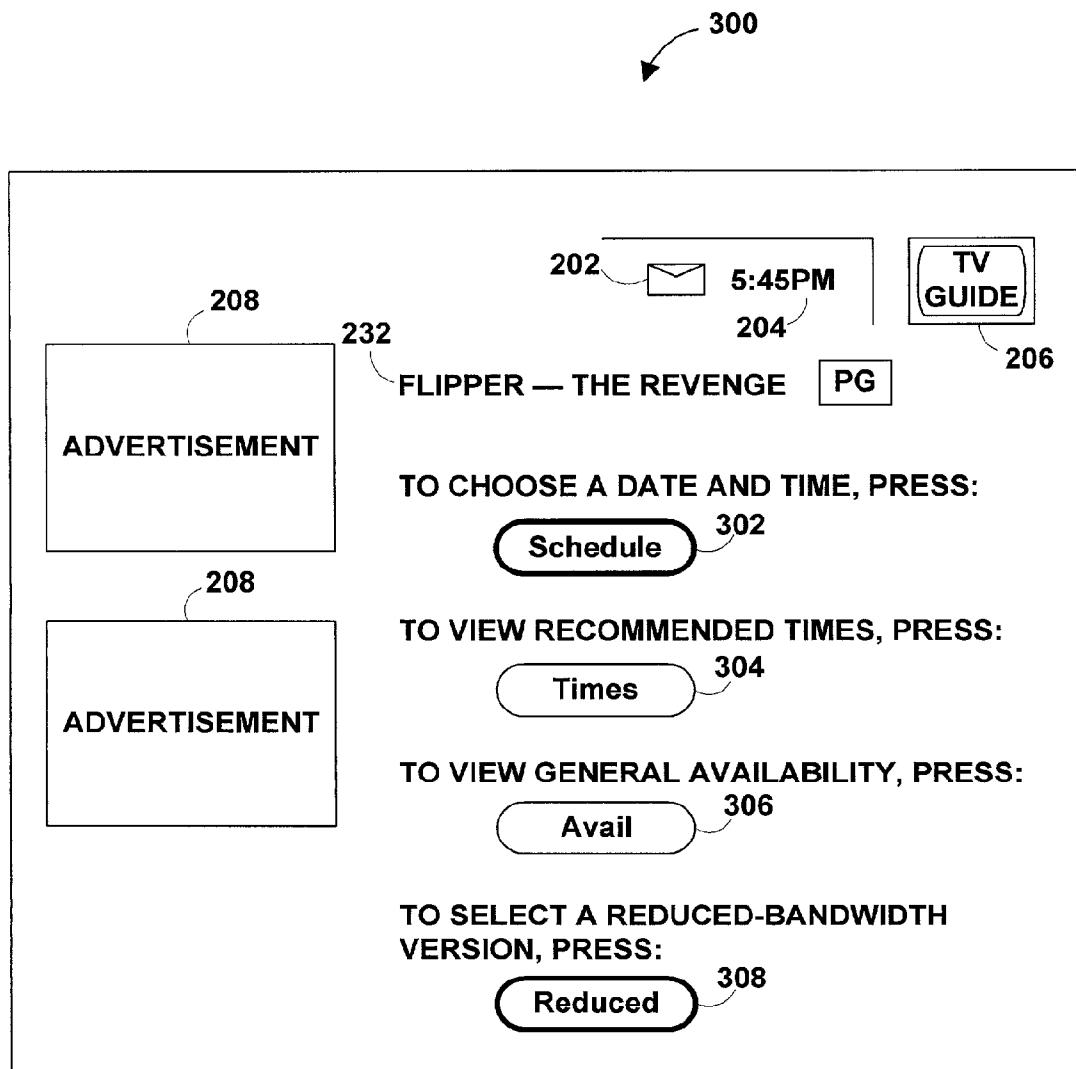 300
202
5:45PM
204
TV
GUIDE
206
208
232
FLIPPER — THE REVENGE
PG
ADVERTISEMENT
TO CHOOSE A DATE AND TIME, PRESS:
302
Schedule
208
TO VIEW RECOMMENDED TIMES, PRESS:
304
Times
ADVERTISEMENT
TO VIEW GENERAL AVAILABILITY, PRESS:
306
Avail
TO SELECT A REDUCED-BANDWIDTH
VERSION, PRESS:
308
Reduced